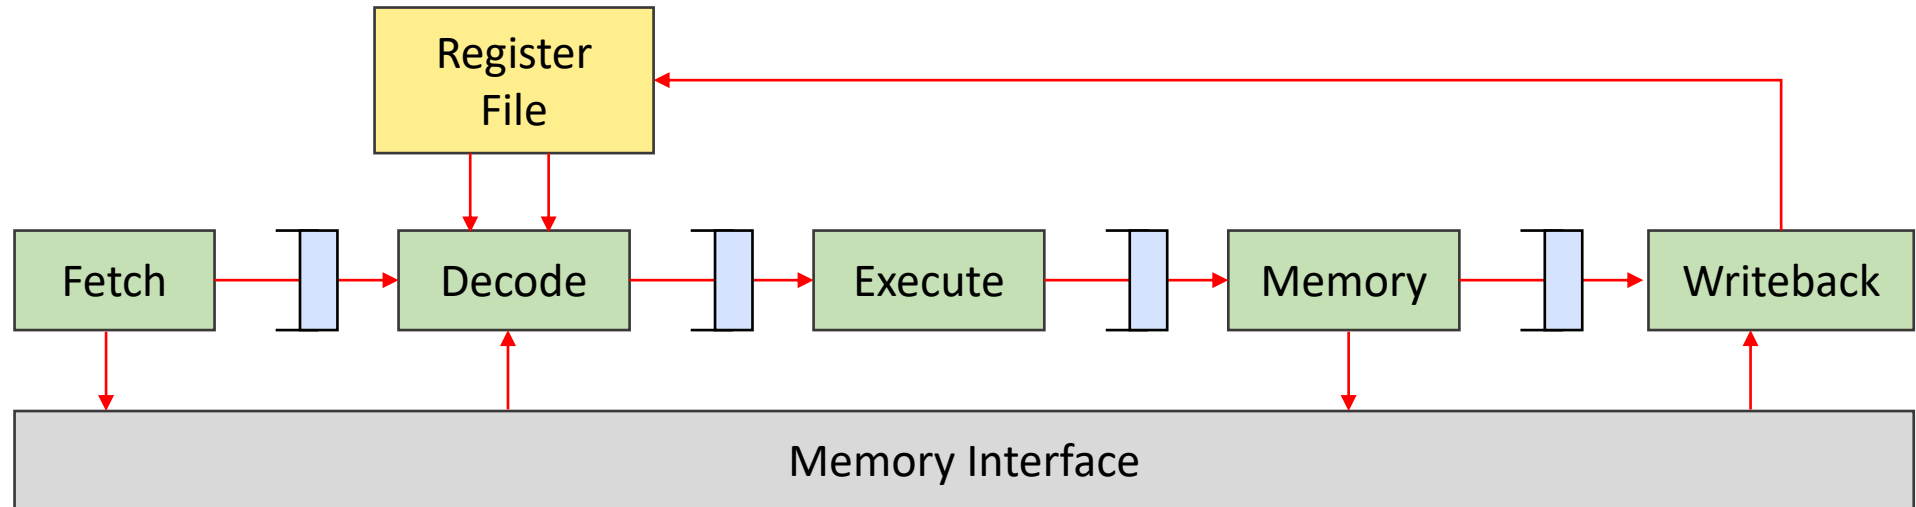 Register
File
Fetch
Decode
Execute
Memory
Writeback
Memory Interface